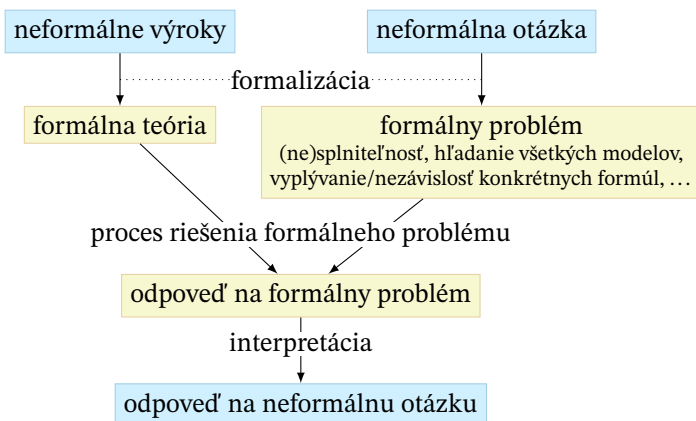 neformálne výroky
neformálna otázka
formalizácia
formálna teória
formálny problém
(ne)splniteľnosť, hľadanie všetkých modelov,
vyplývanie/nezávislosť konkrétnych formúl, …
proces riešenia formálneho problému
odpoveď na formálny problém
interpretácia
odpoveď na neformálnu otázku